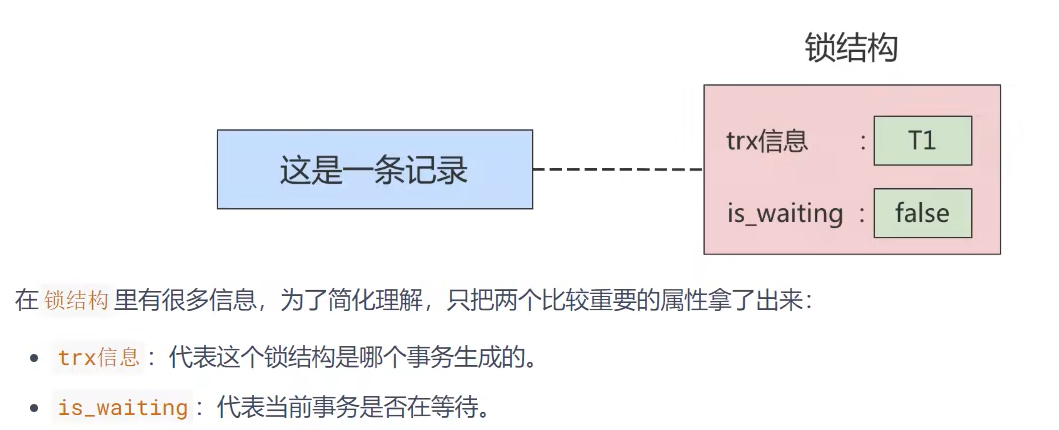 锁结构
trx信息 : T1
这是一条记录
is_waiting : false
在 锁结构 里有很多信息，为了简化理解，只把两个比较重要的属性拿了出来：
• trx信息 ：代表这个锁结构是哪个事务生成的。
• is_waiting ：代表当前事务是否在等待。